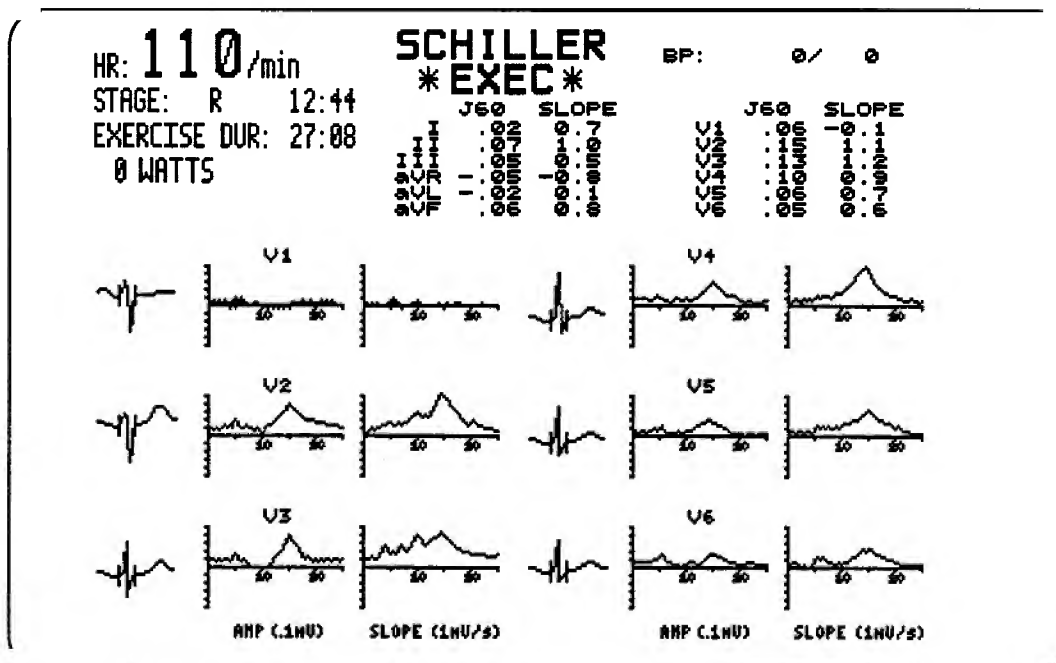 HR: 110/min
STAGE: R 12:44
EXERCISE DUR: 27:08
0 WATTS
SCHILLER
*EXEC*
BP: 0/ 0
J60 SLOPE
I .02 0.7
II .07 1.0
III .05 0.5
aVR -.05 -0.8
aVL -.02 0.1
aVF .06 0.8
J60 SLOPE
V1 .06 -0.1
V2 .15 1.1
V3 .13 1.2
V4 .10
V5 0.7
V6 .05 0.6
V1
V4
V2
V5
V3
V6
AMP (.1mV) SLOPE (1mV/s) AMP (.1mV) SLOPE (1mV/s)